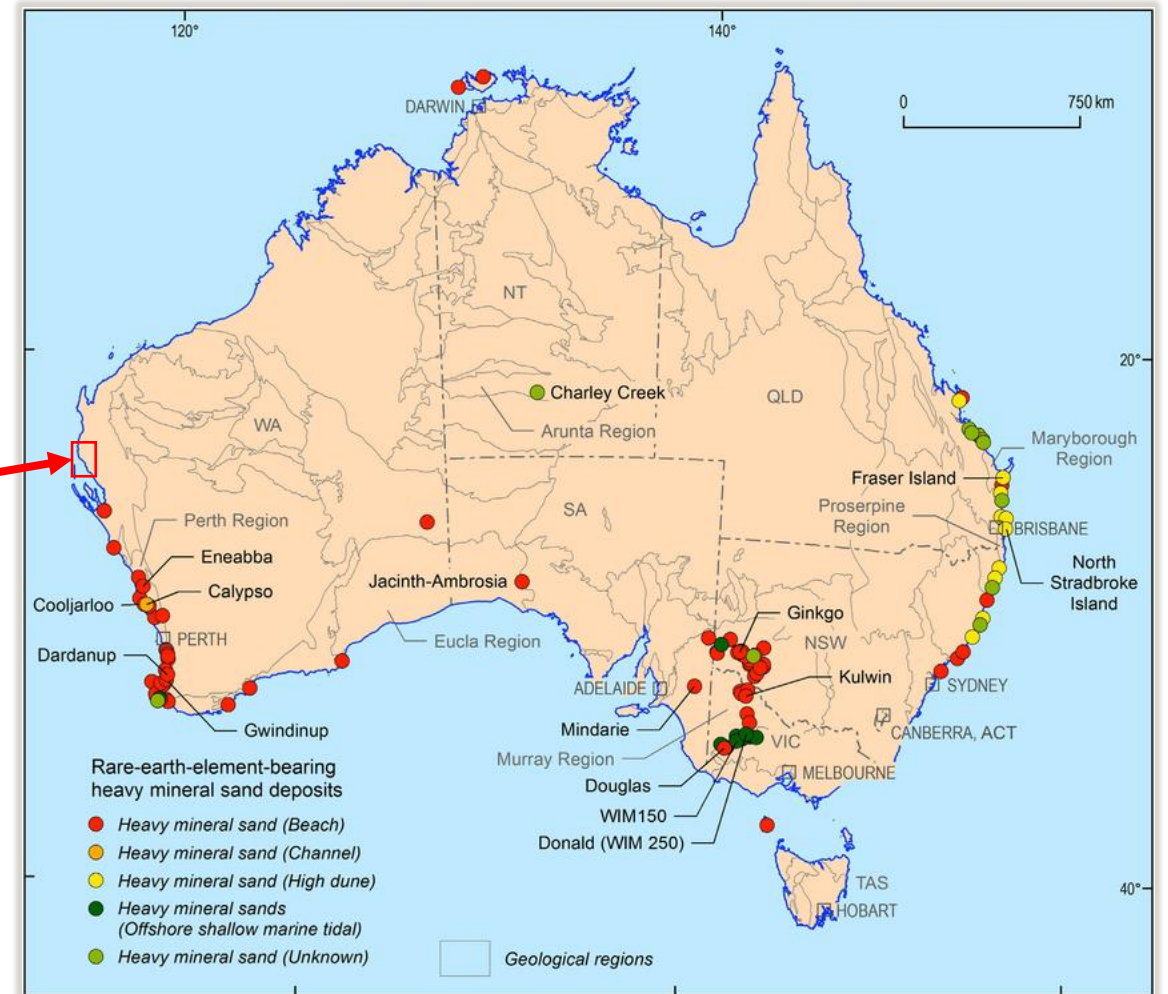 120°
140°
DARWIN
0 750 km
NT
20°
Charley Creek
QLD
WA
Arunta Region
Maryborough
Region
Fraser Island
SA
Proserpine
Region
Perth Region
BRISBANE
Eneabba
North
Stradbroke
Island
Jacinth-Ambrosia
Calypso
Cooljarloo
Ginkgo
PERTH
Eucla Region
NSW
Dardanup
Kulwin
ADELAIDE
SYDNEY
Gwindinup
Mindarie
CANBERRA, ACT
Murray Region
VIC
MELBOURNE
Douglas
WIM150
Donald (WIM 250)
TAS
40°
HOBART
Rare-earth-element-bearing
heavy mineral sand deposits
Heavy mineral sand (Beach)
Heavy mineral sand (Channel)
Heavy mineral sand (High dune)
Heavy mineral sands
(Offshore shallow marine tidal)
Heavy mineral sand (Unknown)
Geological regions